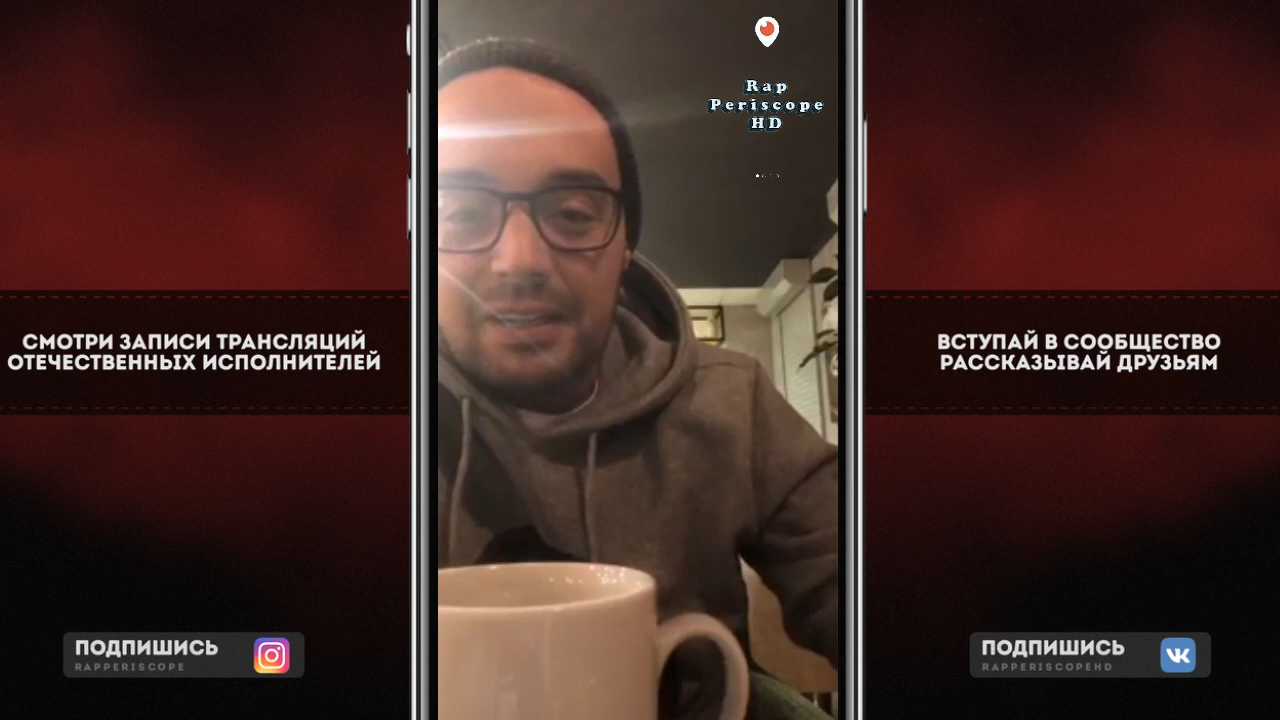 Rap
Periscope
HD
СМОТРИ ЗАПИСИ ТРАНСЛЯЦИЙ
ОТЕЧЕСТВЕННЫХ ИСПОЛНИТЕЛЕЙ
ВСТУПАЙ В СООБЩЕСТВО
РАССКАЗЫВАЙ ДРУЗЬЯМ
ПОДПИШИСЬ
RAPPERISCOPE
ПОДПИШИСЬ
RAPPERISCOPEHD